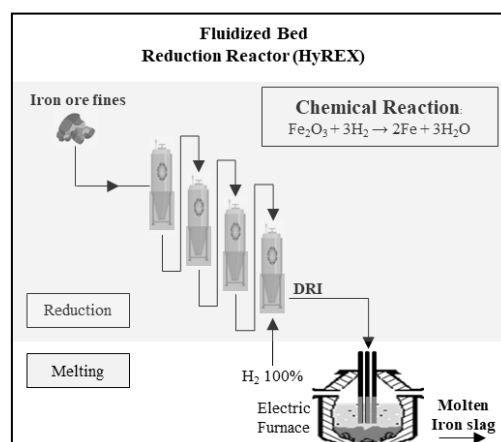 Fluidized Bed
Reduction Reactor (HyREX)
Iron ore fines
Chemical Reaction:
Fe₂O₃ + 3H₂ → 2Fe + 3H₂O
DRI
Reduction
Melting
H₂ 100%
Electric
Furnace
Molten
Iron slag